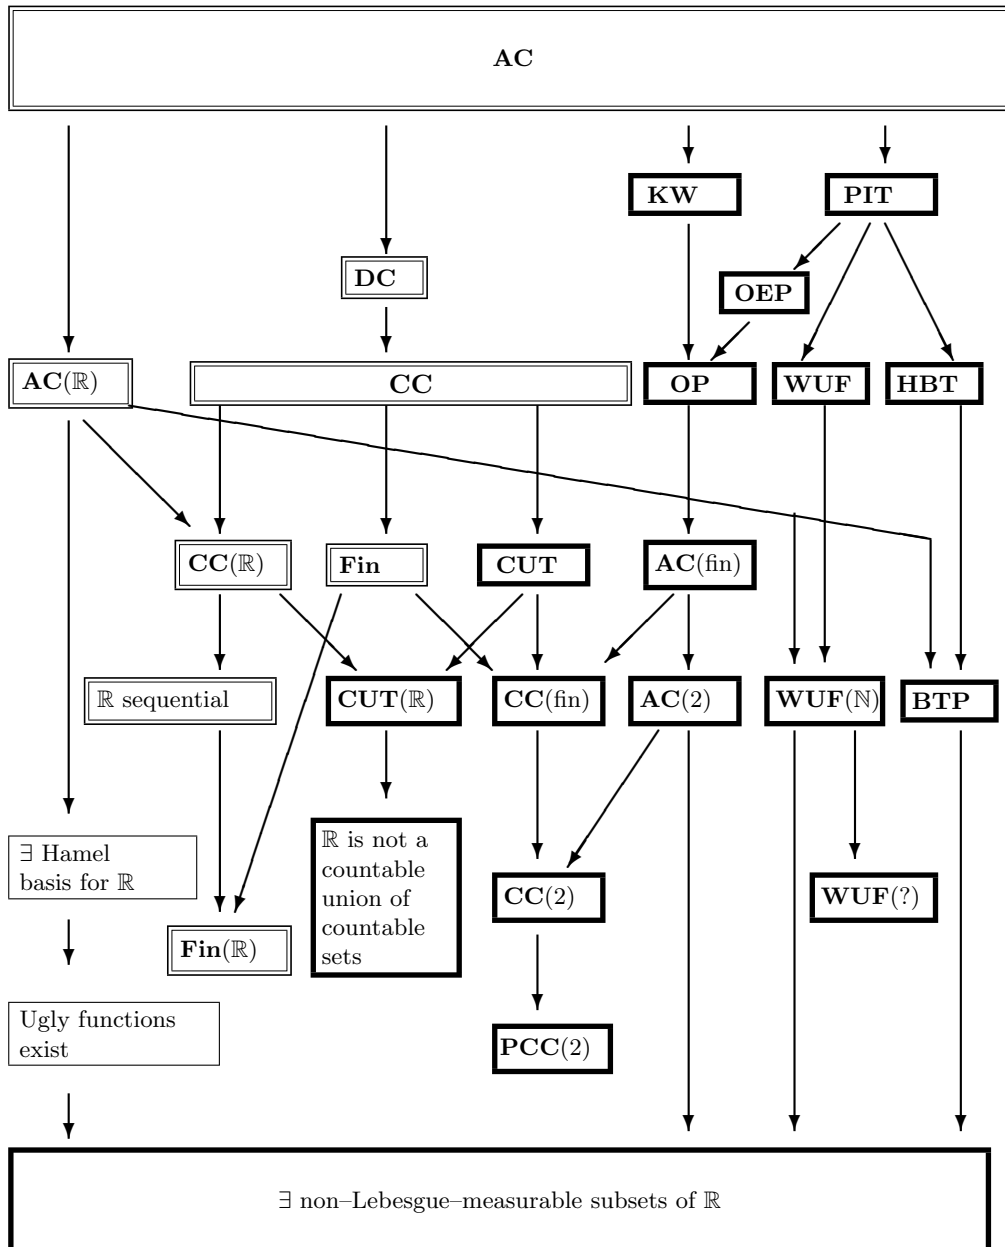 AC
KW
PIT
DC
OEP
AC(ℝ)
CC
OP
WUF
HBT
CC(ℝ)
Fin
CUT
AC(fin)
ℝ sequential
CUT(ℝ)
CC(fin)
AC(2)
WUF(ℕ)
BTP
∃ Hamel
basis for ℝ
ℝ is not a
countable
union of
countable
sets
CC(2)
WUF(?)
Fin(ℝ)
Ugly functions
exist
PCC(2)
∃ non–Lebesgue–measurable subsets of ℝ